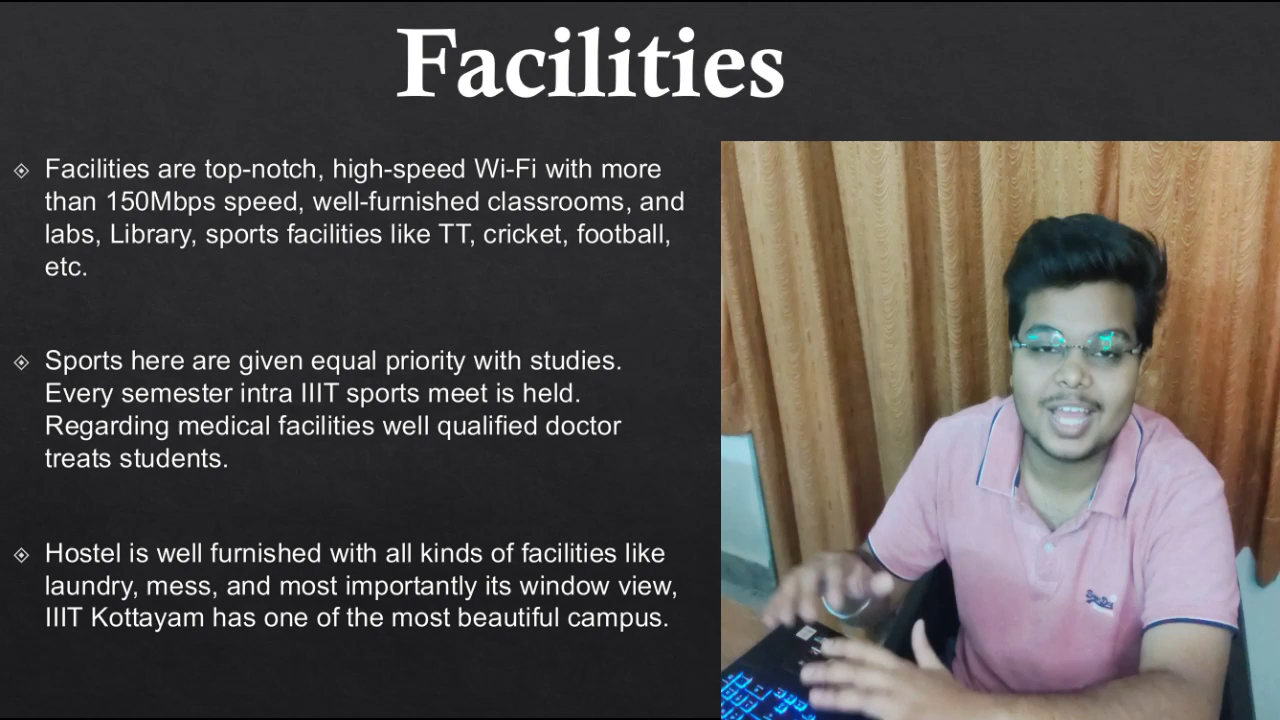 Facilities
Facilities are top-notch, high-speed Wi-Fi with more
than 150Mbps speed, well-furnished classrooms, and
labs, Library, sports facilities like TT, cricket, football,
etc.
Sports here are given equal priority with studies.
Every semester intra IIIT sports meet is held.
Regarding medical facilities well qualified doctor
treats students.
Hostel is well furnished with all kinds of facilities like
laundry, mess, and most importantly its window view,
IIIT Kottayam has one of the most beautiful campus.